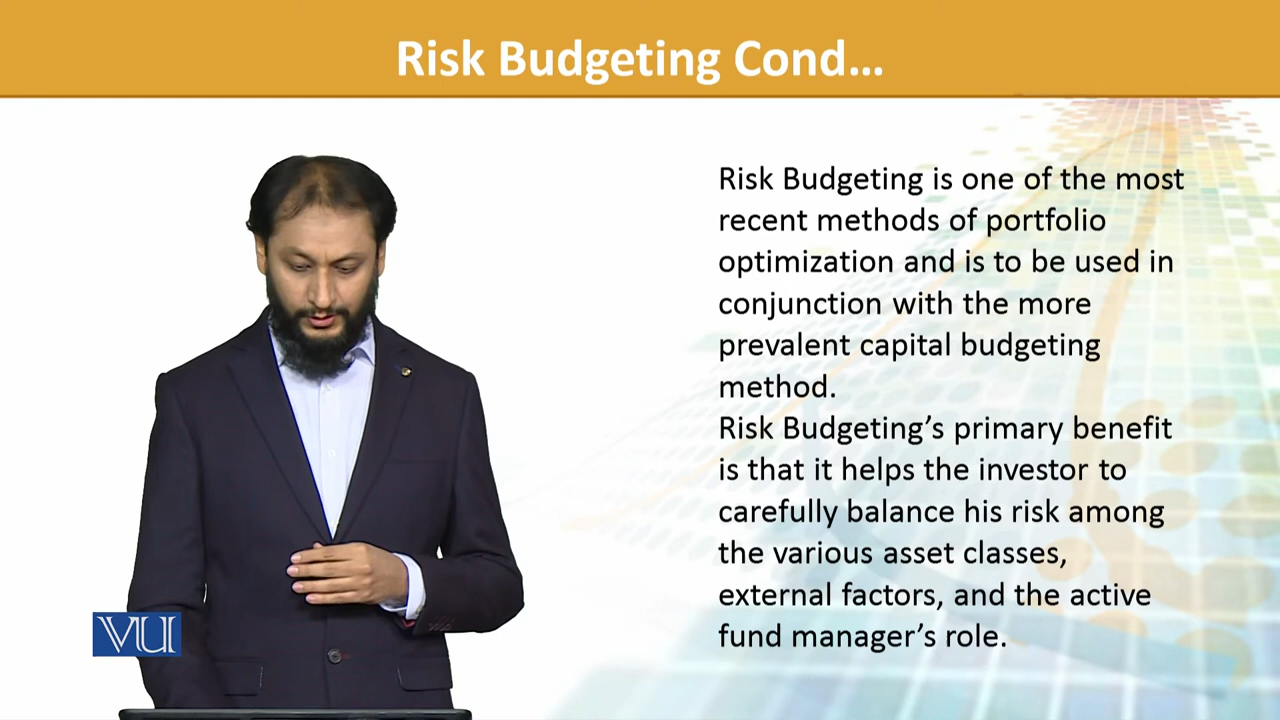 Risk Budgeting Cond...
Risk Budgeting is one of the most
recent methods of portfolio
optimization and is to be used in
conjunction with the more
prevalent capital budgeting
method.
Risk Budgeting’s primary benefit
is that it helps the investor to
carefully balance his risk among
the various asset classes,
external factors, and the active
fund manager’s role.
VU